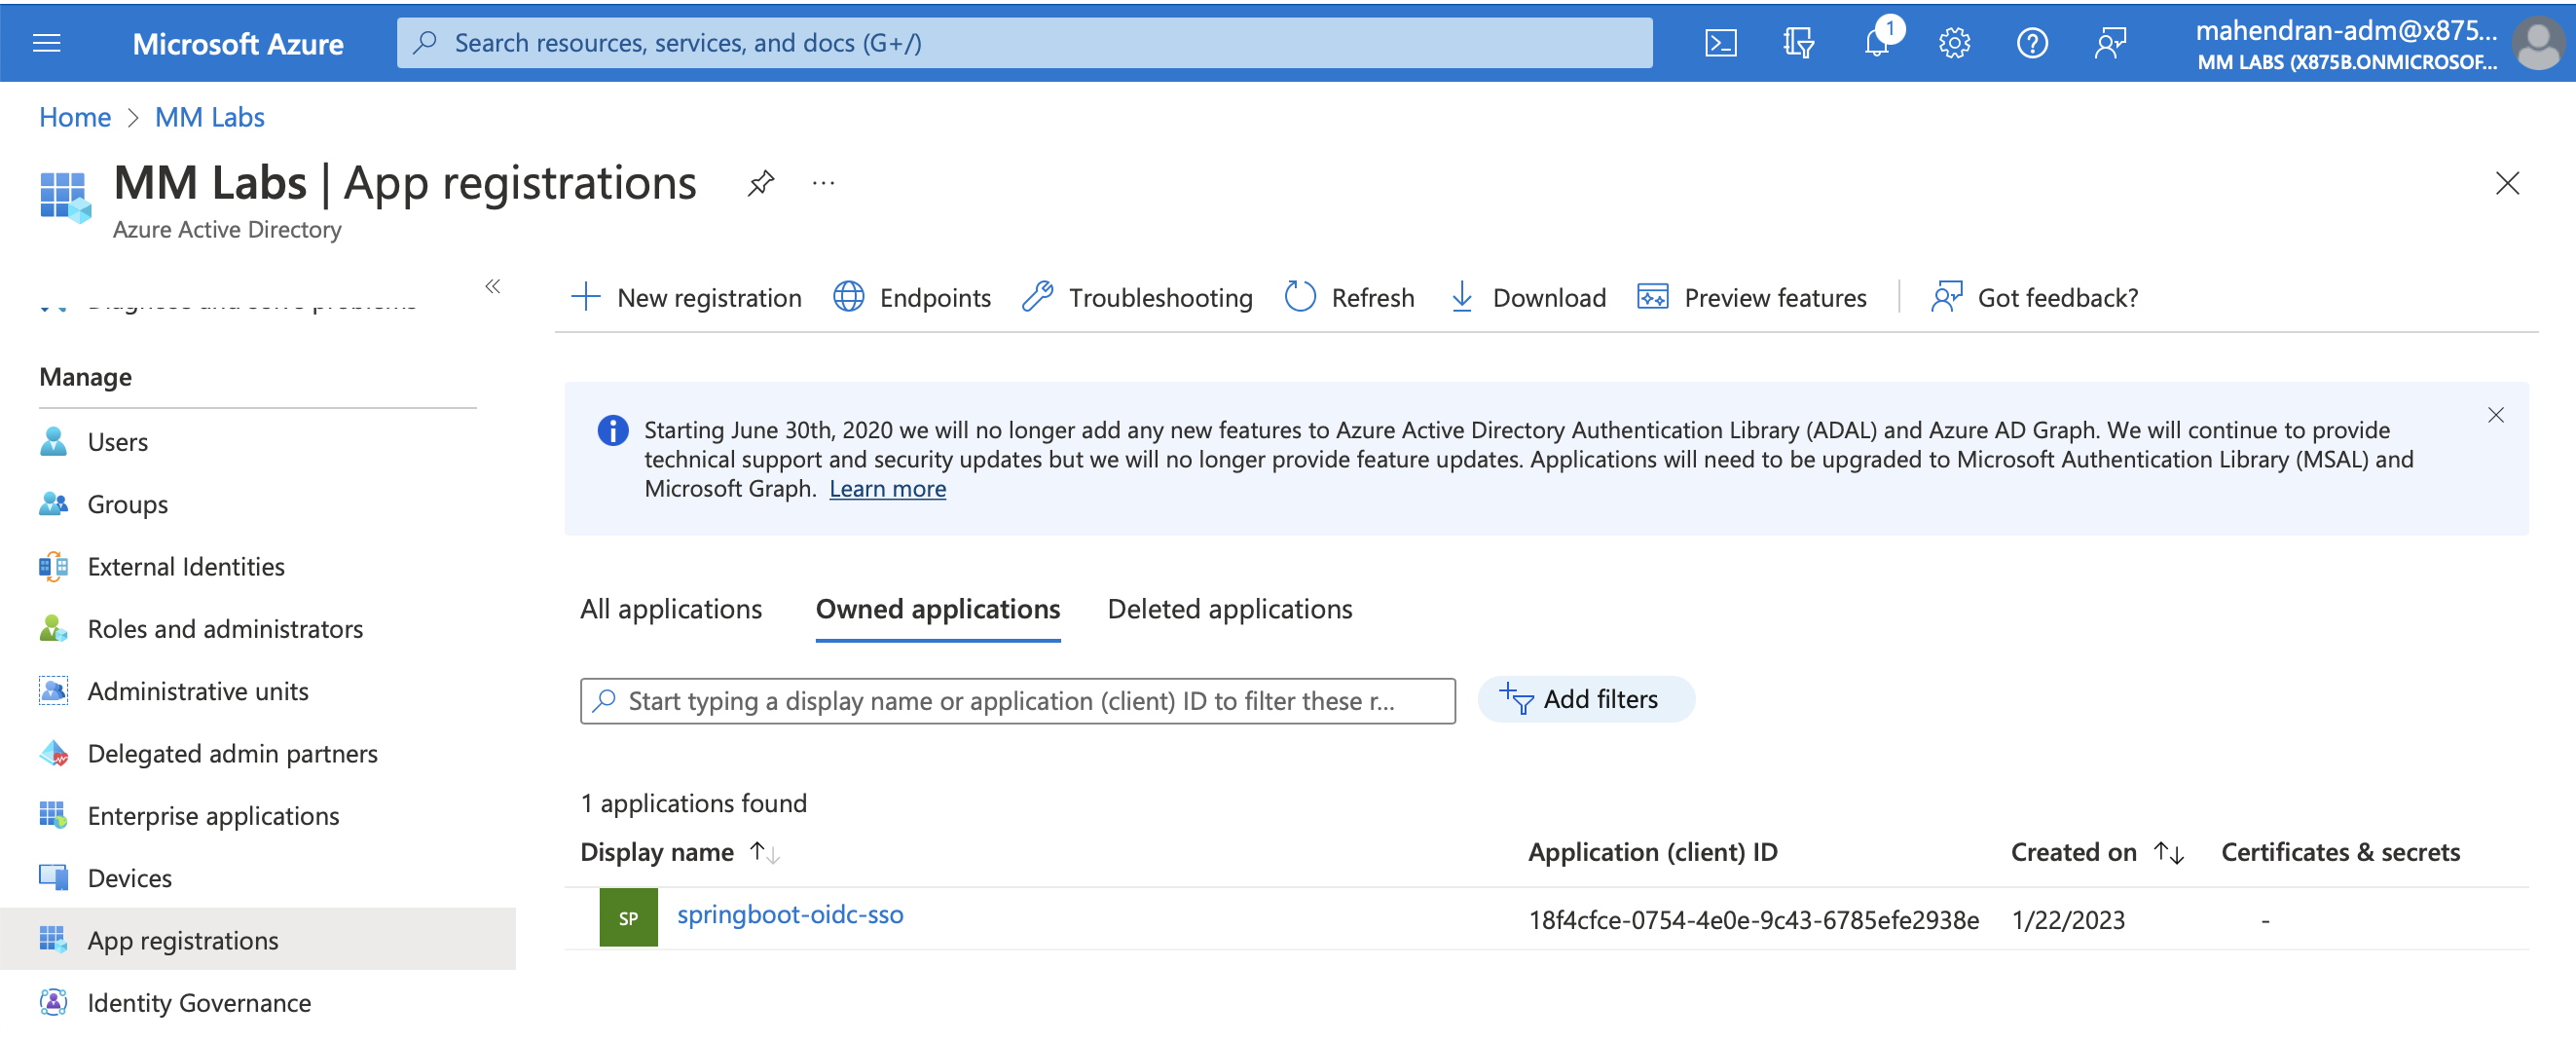 Microsoft Azure
Search resources, services, and docs (G+/)
1
mahendran-adm@x875...
MM LABS (X875B.ONMICROSOF...
Home > MM Labs
MM Labs | App registrations
...
Azure Active Directory
«
Diagnose and solve problems
Manage
Users
Groups
External Identities
Roles and administrators
Administrative units
Delegated admin partners
Enterprise applications
Devices
App registrations
Identity Governance
New registration
Endpoints
Troubleshooting
Refresh
Download
Preview features
Got feedback?
Starting June 30th, 2020 we will no longer add any new features to Azure Active Directory Authentication Library (ADAL) and Azure AD Graph. We will continue to provide
technical support and security updates but we will no longer provide feature updates. Applications will need to be upgraded to Microsoft Authentication Library (MSAL) and
Microsoft Graph. Learn more
All applications
Owned applications
Deleted applications
Start typing a display name or application (client) ID to filter these r...
Add filters
1 applications found
Display name ↑↓
Application (client) ID
Created on ↑↓
Certificates & secrets
SP
springboot-oidc-sso
18f4cfce-0754-4e0e-9c43-6785efe2938e
1/22/2023
-